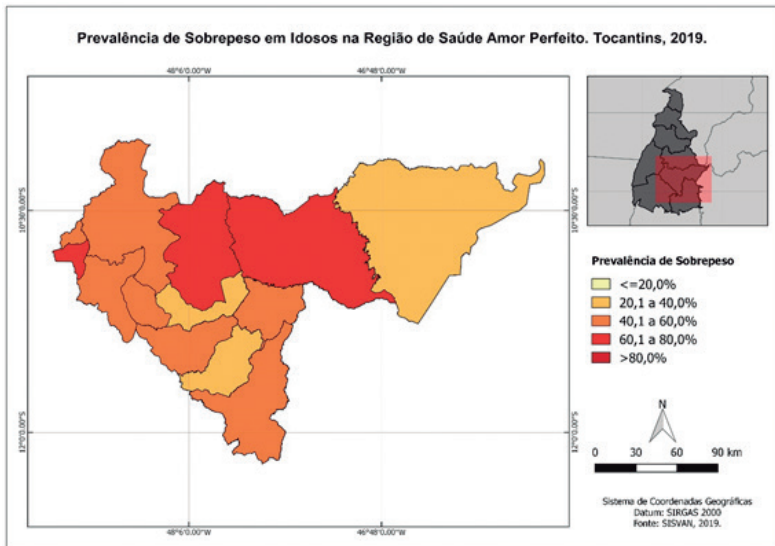 Prevalência de Sobrepeso em Idosos na Região de Saúde Amor Perfeito. Tocantins, 2019.
48°6'0.00"W
46°48'0.00"W
10°30'0.00"S
10°30'0.00"S
12°0'0.00"S
12°0'0.00"S
48°6'0.00"W
46°48'0.00"W
Prevalência de Sobrepeso
<=20,0%
20,1 a 40,0%
40,1 a 60,0%
60,1 a 80,0%
>80,0%
N
0 30 60 90 km
Sistema de Coordenadas Geográficas
Datum: SIRGAS 2000
Fonte: SISVAN, 2019.